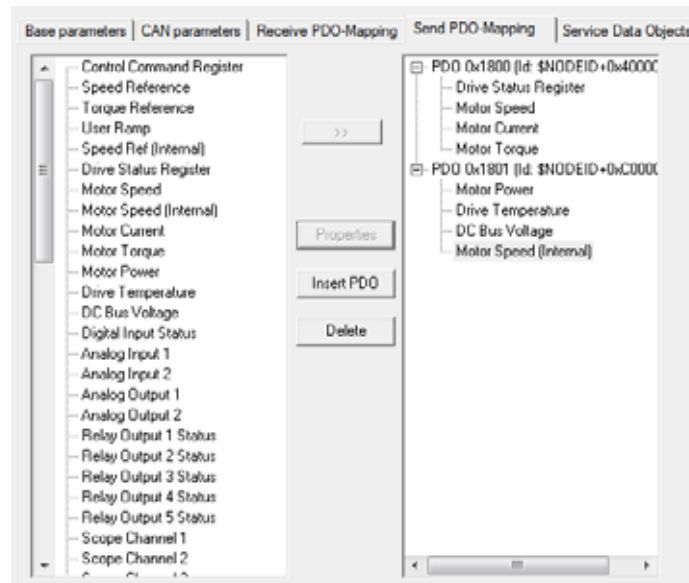 Base parameters
CAN parameters
Receive PDO-Mapping
Send PDO-Mapping
Service Data Objects
Control Command Register
Speed Reference
Torque Reference
User Ramp
Speed Ref (Internal)
Drive Status Register
Motor Speed
Motor Speed (Internal)
Motor Current
Motor Torque
Motor Power
Drive Temperature
DC Bus Voltage
Digital Input Status
Analog Input 1
Analog Input 2
Analog Output 1
Analog Output 2
Relay Output 1 Status
Relay Output 2 Status
Relay Output 3 Status
Relay Output 4 Status
Relay Output 5 Status
Scope Channel 1
Scope Channel 2
>>
Properties
Insert PDO
Delete
PDO 0x1800 (Id: $NODEID+0x4000C
Drive Status Register
Motor Speed
Motor Current
Motor Torque
PDO 0x1801 (Id: $NODEID+0xC000C
Motor Power
Drive Temperature
DC Bus Voltage
Motor Speed (Internal)